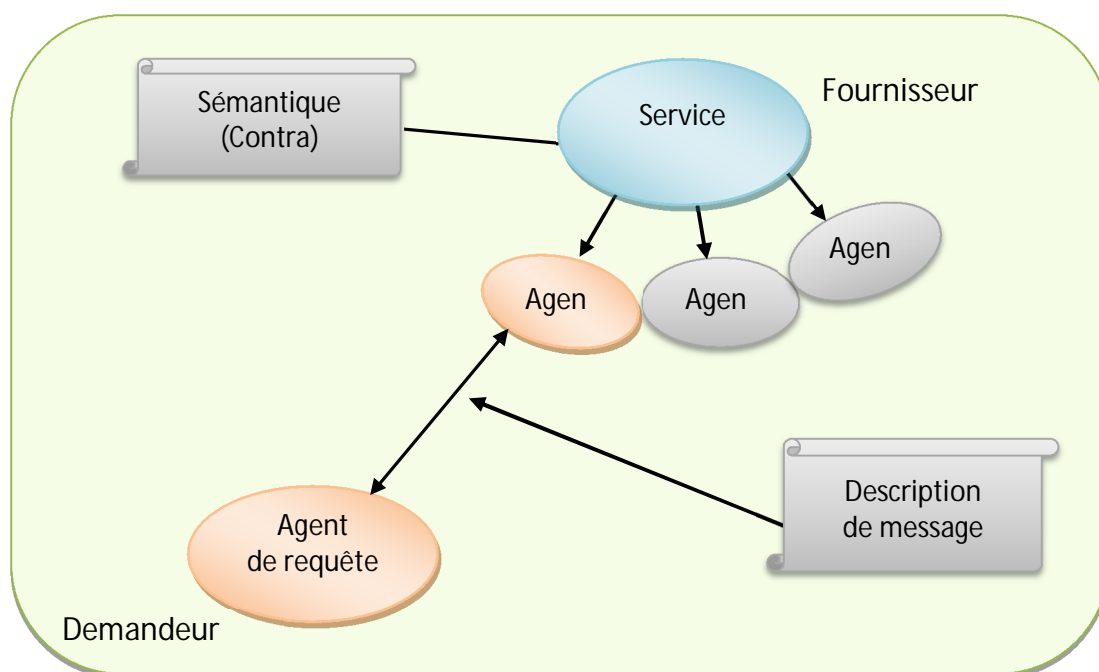 Sémantique
(Contra)
Service
Fournisseur
Agen
Agen
Agen
Description
de message
Agent
de requête
Demandeur